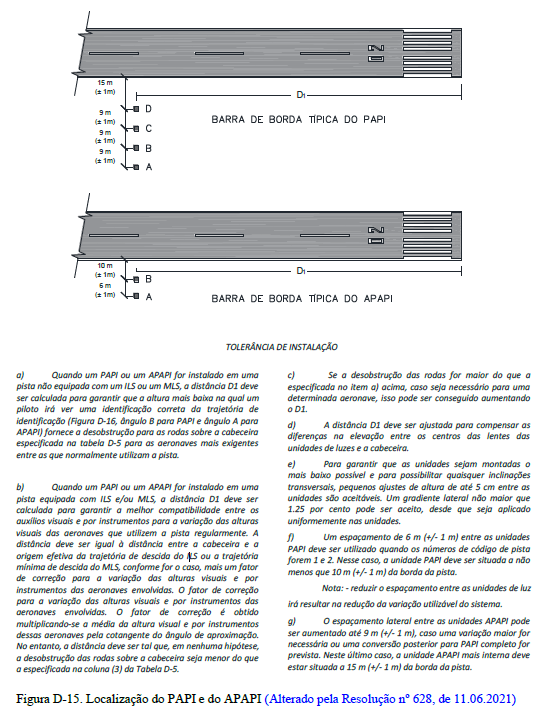 15 m
(± 1m)
9 m
(± 1m)
9 m
(± 1m)
9 m
(± 1m)
D
C
B
A
D1
20
BARRA DE BORDA TÍPICA DO PAPI
10 m
(± 1m)
6 m
(± 1m)
B
A
D1
20
BARRA DE BORDA TÍPICA DO APAPI
TOLERÂNCIA DE INSTALAÇÃO
a) Quando um PAPI ou um APAPI for instalado em uma
pista não equipada com um ILS ou um MLS, a distância D1 deve
ser calculada para garantir que a altura mais baixa na qual um
piloto irá ver uma identificação correta da trajetória de
identificação (Figura D-16, ângulo B para PAPI e ângulo A para
APAPI) fornece a desobstrução para as rodas sobre a cabeceira
especificada na tabela D-5 para as aeronaves mais exigentes
entre as que normalmente utilizam a pista.
b) Quando um PAPI ou um APAPI for instalado em uma
pista equipada com ILS e/ou MLS, a distância D1 deve ser
calculada para garantir a melhor compatibilidade entre os
auxílios visuais e por instrumentos para a variação das alturas
visuais das aeronaves que utilizem a pista regularmente. A
distância deve ser igual à distância entre a cabeceira e a
origem efetiva da trajetória de descida do ILS ou a trajetória
mínima de descida do MLS, conforme for o caso, mais um fator
de correção para a variação das alturas visuais e por
instrumentos das aeronaves envolvidas. O fator de correção
para a variação das alturas visuais e por instrumentos das
aeronaves envolvidas. O fator de correção é obtido
multiplicando-se a média da altura visual e por instrumentos
dessas aeronaves pela cotangente do ângulo de aproximação.
No entanto, a distância deve ser tal que, em nenhuma hipótese,
a desobstrução das rodas sobre a cabeceira seja menor do que
a especificada na coluna (3) da Tabela D-5.
c) Se a desobstrução das rodas for maior do que a
especificada no item a) acima, caso seja necessário para uma
determinada aeronave, isso pode ser conseguido aumentando
o D1.
d) A distância D1 deve ser ajustada para compensar as
diferenças na elevação entre os centros das lentes das
unidades de luzes e a cabeceira.
e) Para garantir que as unidades sejam montadas o
mais baixo possível e para possibilitar quaisquer inclinações
transversais, pequenos ajustes de altura de até 5 cm entre as
unidades são aceitáveis. Um gradiente lateral não maior que
1.25 por cento pode ser aceito, desde que seja aplicado
uniformemente nas unidades.
f) Um espaçamento de 6 m (+/- 1 m) entre as unidades
PAPI deve ser utilizado quando os números de código de pista
forem 1 e 2. Nesse caso, a unidade PAPI deve ser situada a não
menos que 10 m (+/- 1 m) da borda da pista.
Nota: - reduzir o espaçamento entre as unidades de luz
irá resultar na redução da variação utilizável do sistema.
g) O espaçamento lateral entre as unidades APAPI pode
ser aumentado até 9 m (+/- 1 m), caso uma variação maior for
necessária ou uma conversão posterior para PAPI completo for
prevista. Neste último caso, a unidade APAPI mais interna deve
estar situada a 15 m (+/- 1 m) da borda da pista.
Figura D-15. Localização do PAPI e do APAPI (Alterado pela Resolução nº 628, de 11.06.2021)